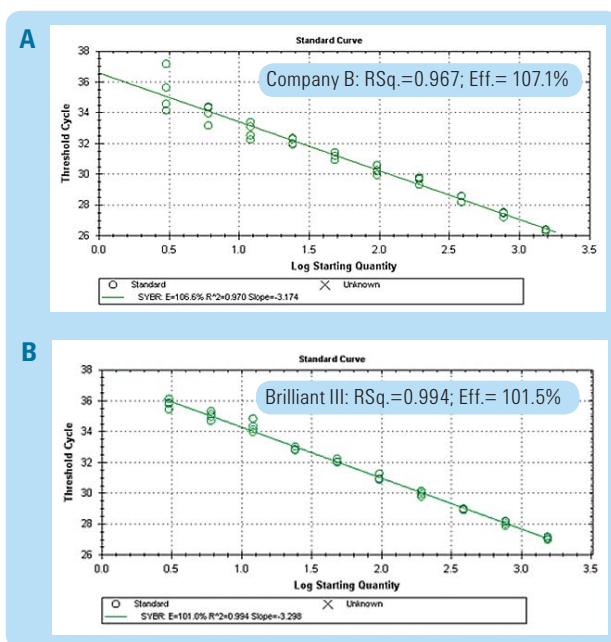 A
Standard Curve
Company B: RSq.=0.967; Eff.= 107.1%
Threshold Cycle
38
36
34
32
30
28
26
0.0 0.5 1.0 1.5 2.0 2.5 3.0 3.5
Log Starting Quantity
Standard Unknown
SYBR: E=106.6% R^2=0.970 Slope=-3.174
B
Standard Curve
Brilliant III: RSq.=0.994; Eff.= 101.5%
Threshold Cycle
38
36
34
32
30
28
26
0.0 0.5 1.0 1.5 2.0 2.5 3.0 3.5
Log Starting Quantity
Standard Unknown
SYBR: E=101.0% R^2=0.994 Slope=-3.298